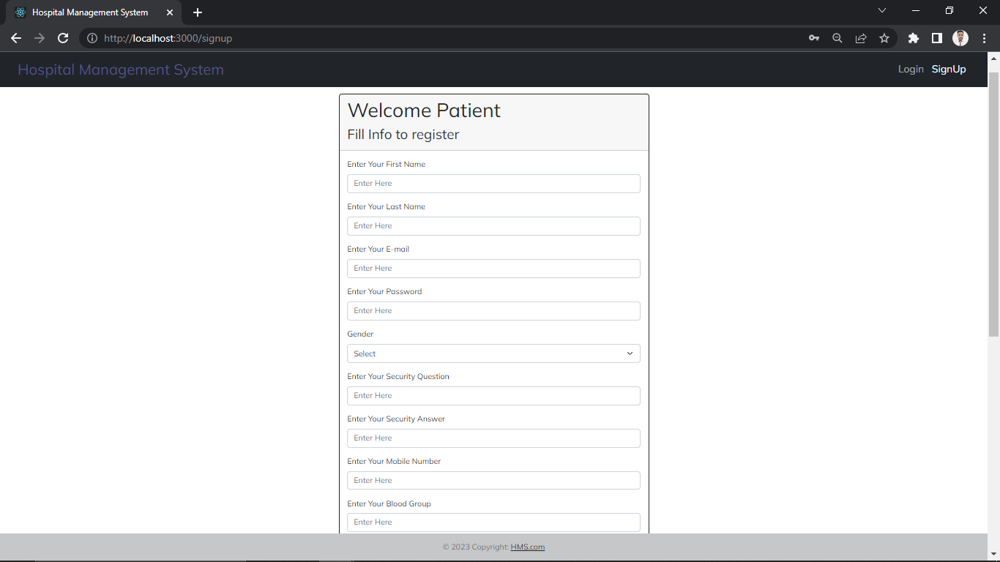 Hospital Management System
http://localhost:3000/signup
Hospital Management System
Login SignUp
Welcome Patient
Fill Info to register
Enter Your First Name
Enter Here
Enter Your Last Name
Enter Here
Enter Your E-mail
Enter Here
Enter Your Password
Enter Here
Gender
Select
Enter Your Security Question
Enter Here
Enter Your Security Answer
Enter Here
Enter Your Mobile Number
Enter Here
Enter Your Blood Group
Enter Here
© 2023 Copyright: HMS.com